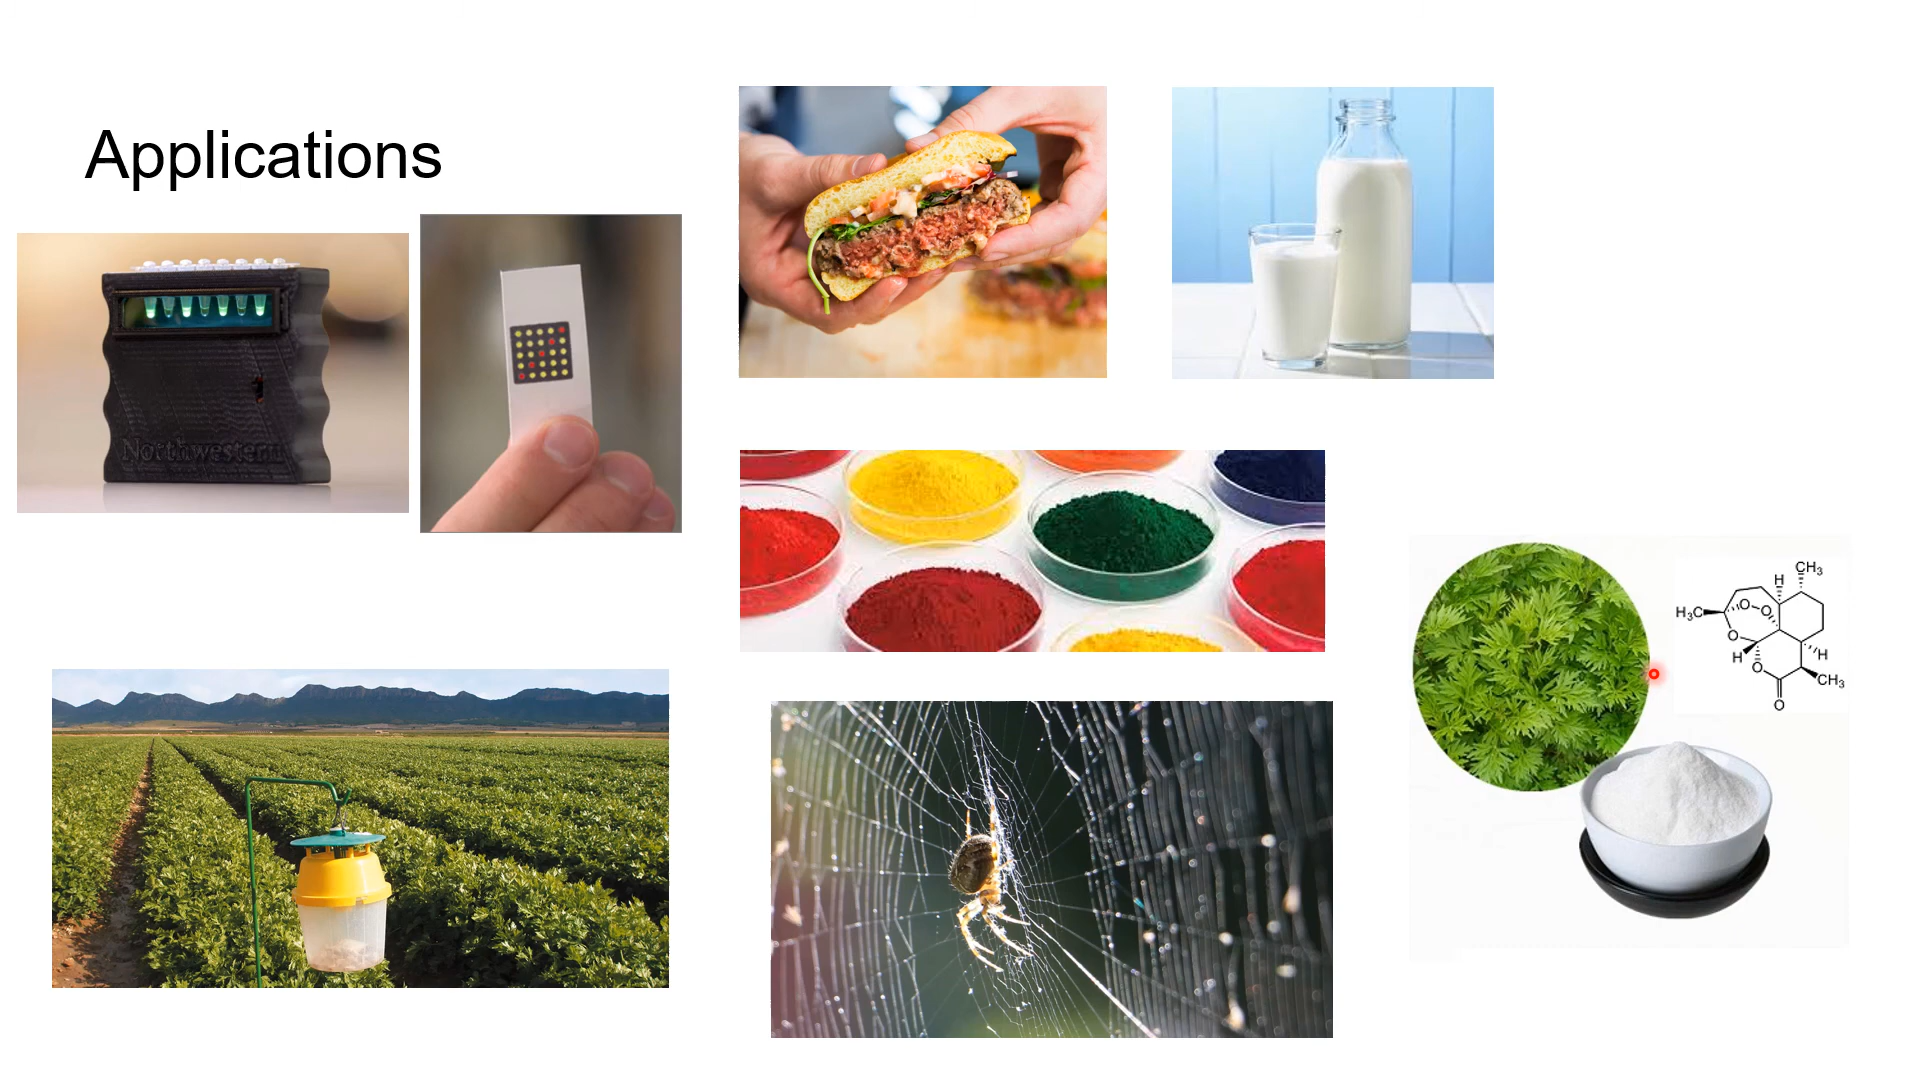 Applications
Northwestern
CH₃
H
H₃C
O
O
O
H
H
O
CH₃
O